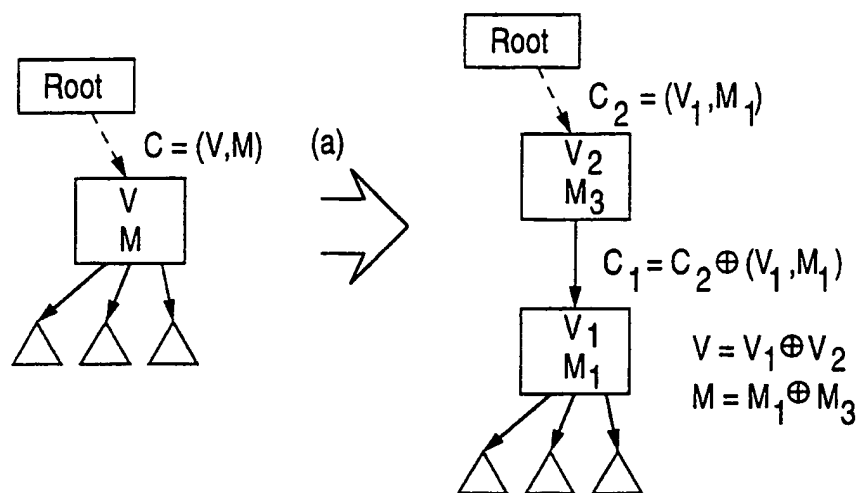 Root
C = (V,M)
V
M
(a)
Root
C₂ = (V₁,M₁)
V₂
M₃
C₁ = C₂ ⊕ (V₁,M₁)
V₁
M₁
V = V₁ ⊕ V₂
M = M₁ ⊕ M₃